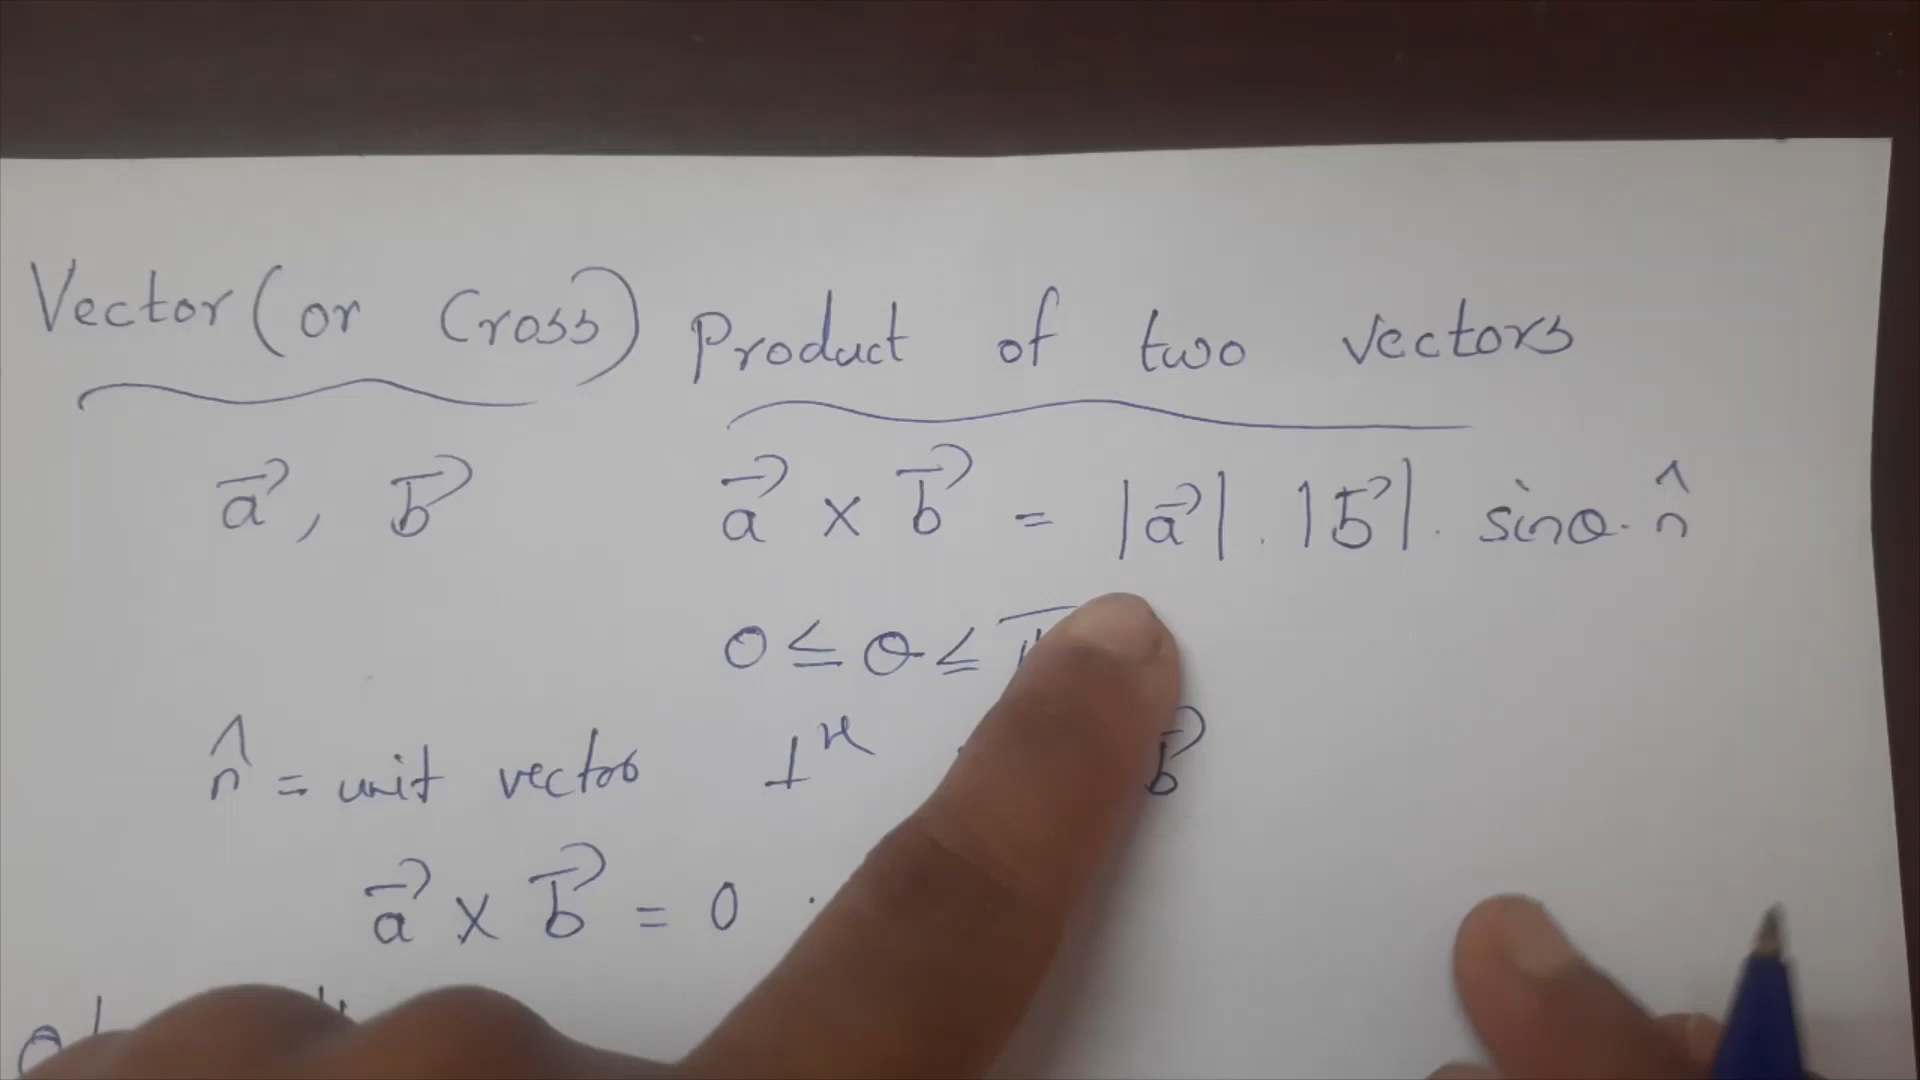 Vector (or Cross) Product of two vectors
a⃗ , b⃗ a⃗ × b⃗ = |a⃗| . |b⃗| . sinθ . n̂
0 ≤ θ ≤ π
n̂ = unit vector ⊥r b⃗
a⃗ × b⃗ = 0